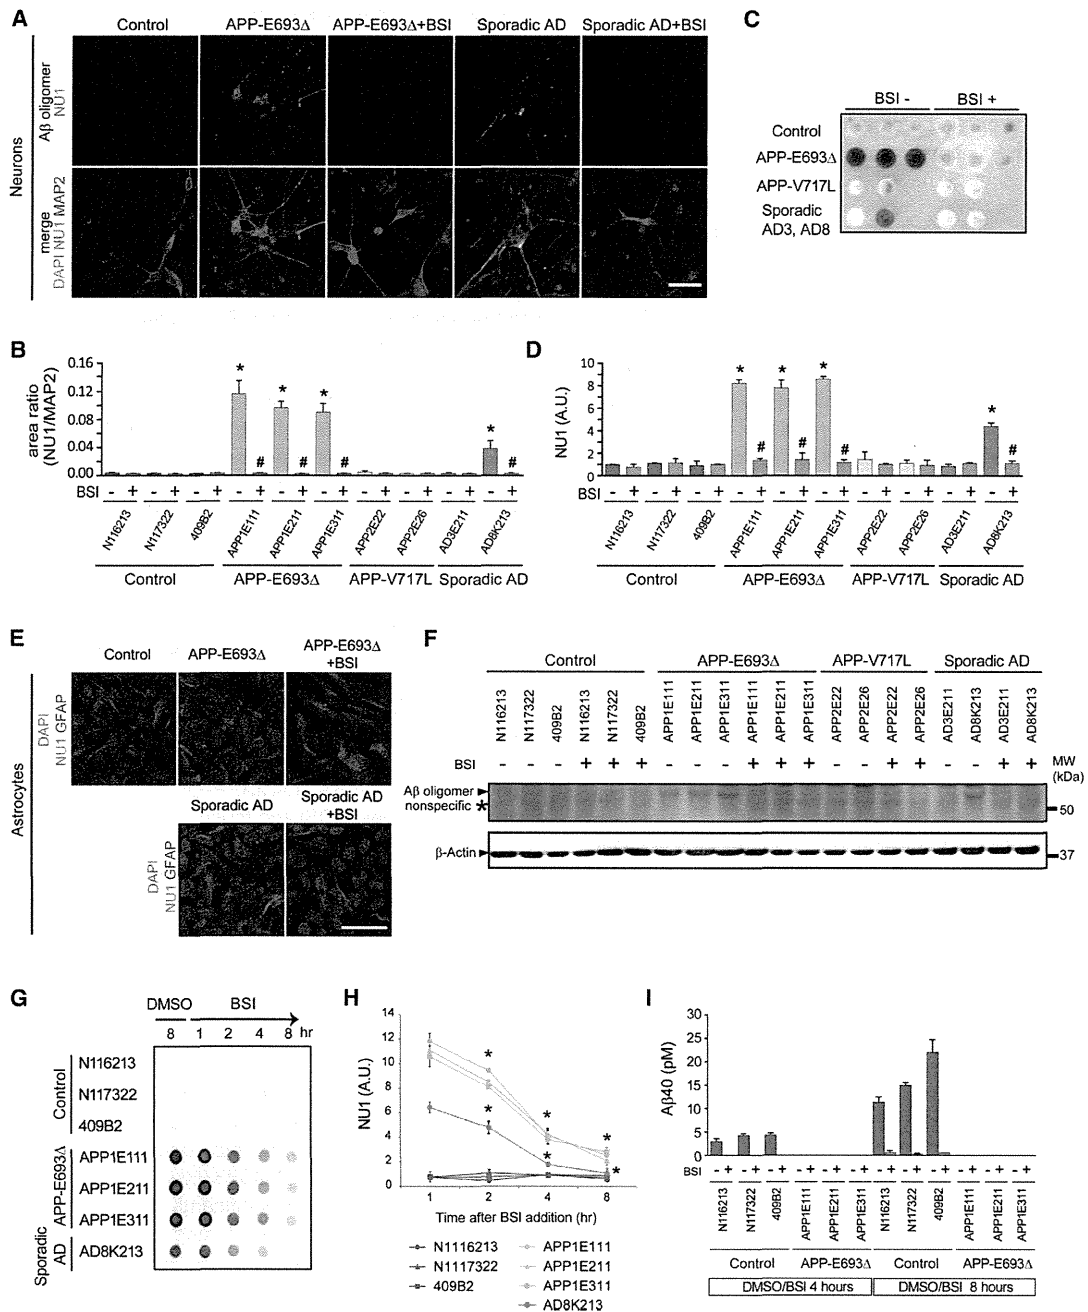 A
Control APP-E693Δ APP-E693Δ+BSI Sporadic AD Sporadic AD+BSI
Neurons
Aβ oligomer
NU1
merge
DAPI NU1 MAP2
C
BSI - BSI +
Control
APP-E693Δ
APP-V717L
Sporadic
AD3, AD8
B
area ratio
(NU1/MAP2)
0.16
0.12
0.08
0.04
0.00
* * * *
# # # #
BSI - + - + - + - + - + - + - + - + - + - +
N116213 N117322 409B2 APP1E111 APP1E211 APP1E311 APP2E22 APP2E26 AD3E211 AD8K213
Control APP-E693Δ APP-V717L Sporadic AD
D
NU1 (A.U.)
10
8
6
4
2
0
* * * *
# # # #
BSI - + - + - + - + - + - + - + - + - + - +
N116213 N117322 409B2 APP1E111 APP1E211 APP1E311 APP2E22 APP2E26 AD3E211 AD8K213
Control APP-E693Δ APP-V717L Sporadic AD
E
Control APP-E693Δ APP-E693Δ
+BSI
Astrocytes
DAPI
NU1 GFAP
Sporadic AD Sporadic AD
+BSI
DAPI
NU1 GFAP
F
Control APP-E693Δ APP-V717L Sporadic AD
N116213 N117322 409B2 N116213 N117322 409B2 APP1E111 APP1E211 APP1E311 APP1E111 APP1E211 APP1E311 APP2E22 APP2E26 APP2E22 APP2E26 AD3E211 AD8K213 AD3E211 AD8K213
BSI - - - + + + - - - + + + - - + + - - + +
MW
(kDa)
Aβ oligomer
nonspecific *
50
β-Actin
37
G
DMSO BSI
8 1 2 4 8 hr
Control
N116213
N117322
409B2
APP-E693Δ
APP1E111
APP1E211
APP1E311
Sporadic
AD
AD8K213
H
NU1 (A.U.)
14
12
10
8
6
4
2
0
* * * * * *
1 2 4 8
Time after BSI addition (hr)
N1116213 APP1E111
N1117322 APP1E211
409B2 APP1E311
AD8K213
I
Aβ40 (pM)
30
25
20
15
10
5
0
BSI - + - + - + - + - + - + - + - + - + - + - + - +
N116213 N117322 409B2 APP1E111 APP1E211 APP1E311 N116213 N117322 409B2 APP1E111 APP1E211 APP1E311
Control APP-E693Δ Control APP-E693Δ
DMSO/BSI 4 hours DMSO/BSI 8 hours